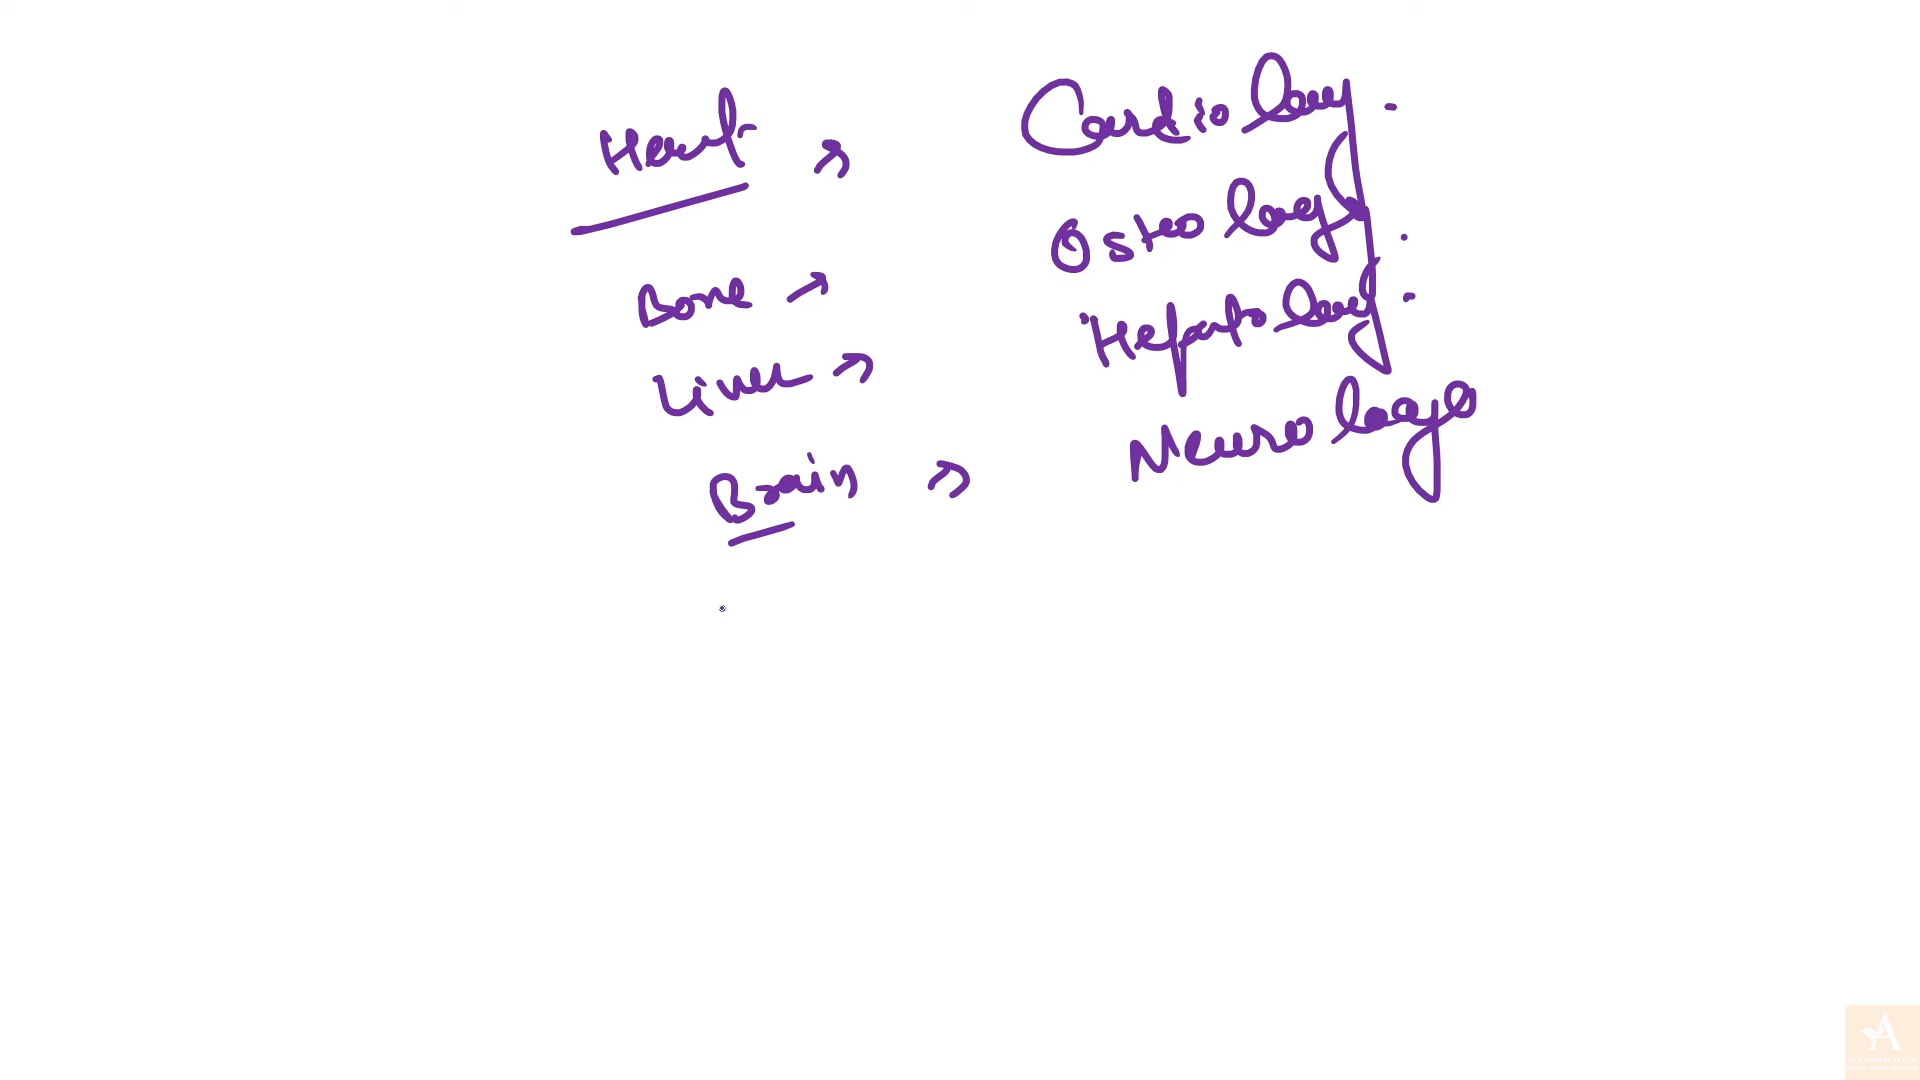 Heart → Cardiology.
Bone → Osteology.
Liver → Hepatology.
Brain → Neurology
A